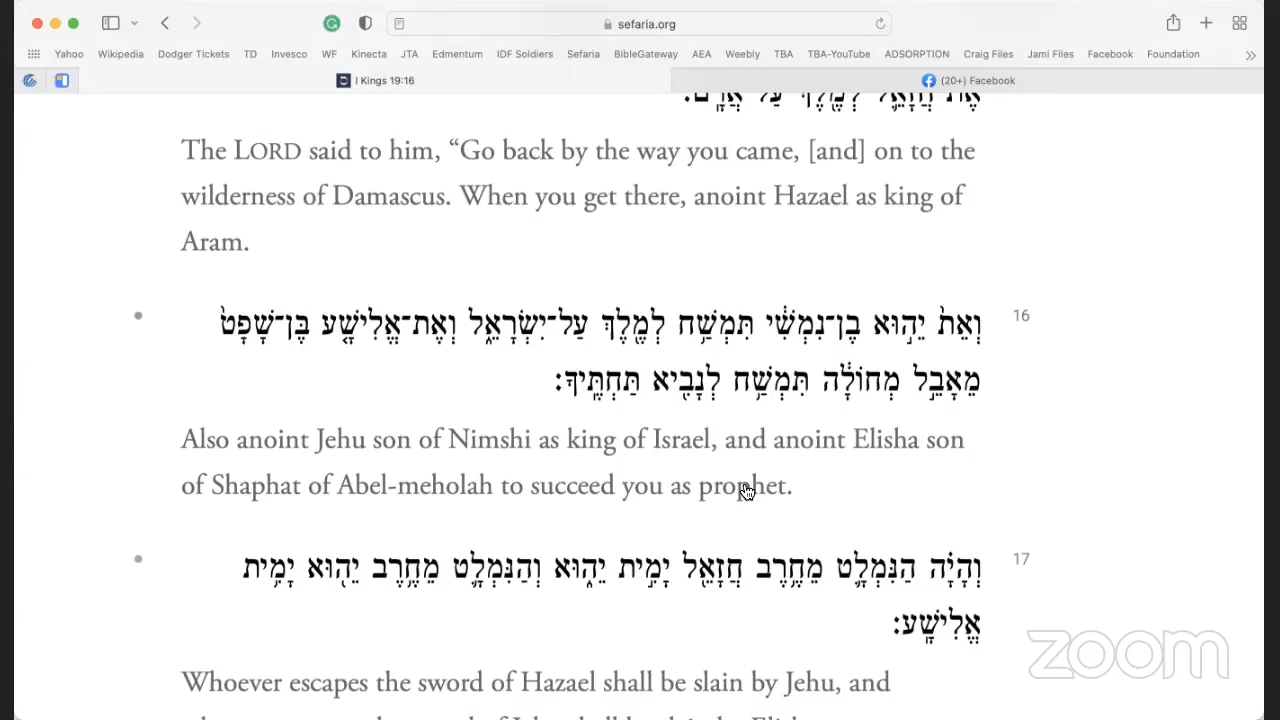 sefaria.org
Yahoo Wikipedia Dodger Tickets TD Invesco WF Kinecta JTA Edmentum IDF Soldiers Sefaria BibleGateway AEA Weebly TBA TBA-YouTube ADSORPTION Craig Files Jami Files Facebook Foundation
I Kings 19:16
(20+) Facebook
אֶת־חֲזָאֵ֛ל לְמֶ֖לֶךְ עַל־אֲרָֽם׃
The LORD said to him, “Go back by the way you came, [and] on to the
wilderness of Damascus. When you get there, anoint Hazael as king of
Aram.
16
וְאֵת֙ יֵה֣וּא בֶן־נִמְשִׁ֔י תִּמְשַׁ֥ח לְמֶ֖לֶךְ עַל־יִשְׂרָאֵ֑ל וְאֶת־אֱלִישָׁ֤ע בֶּן־שָׁפָט֙
מֵאָבֵ֣ל מְחוֹלָ֔ה תִּמְשַׁ֥ח לְנָבִ֖יא תַּחְתֶּֽיךָ׃
Also anoint Jehu son of Nimshi as king of Israel, and anoint Elisha son
of Shaphat of Abel-meholah to succeed you as prophet.
17
וְהָיָ֗ה הַנִּמְלָ֛ט מֵחֶ֥רֶב חֲזָאֵ֖ל יָמִ֣ית יֵה֑וּא וְהַנִּמְלָ֛ט מֵחֶ֥רֶב יֵה֖וּא יָמִ֥ית
אֱלִישָֽׁע׃
Whoever escapes the sword of Hazael shall be slain by Jehu, and
zoom